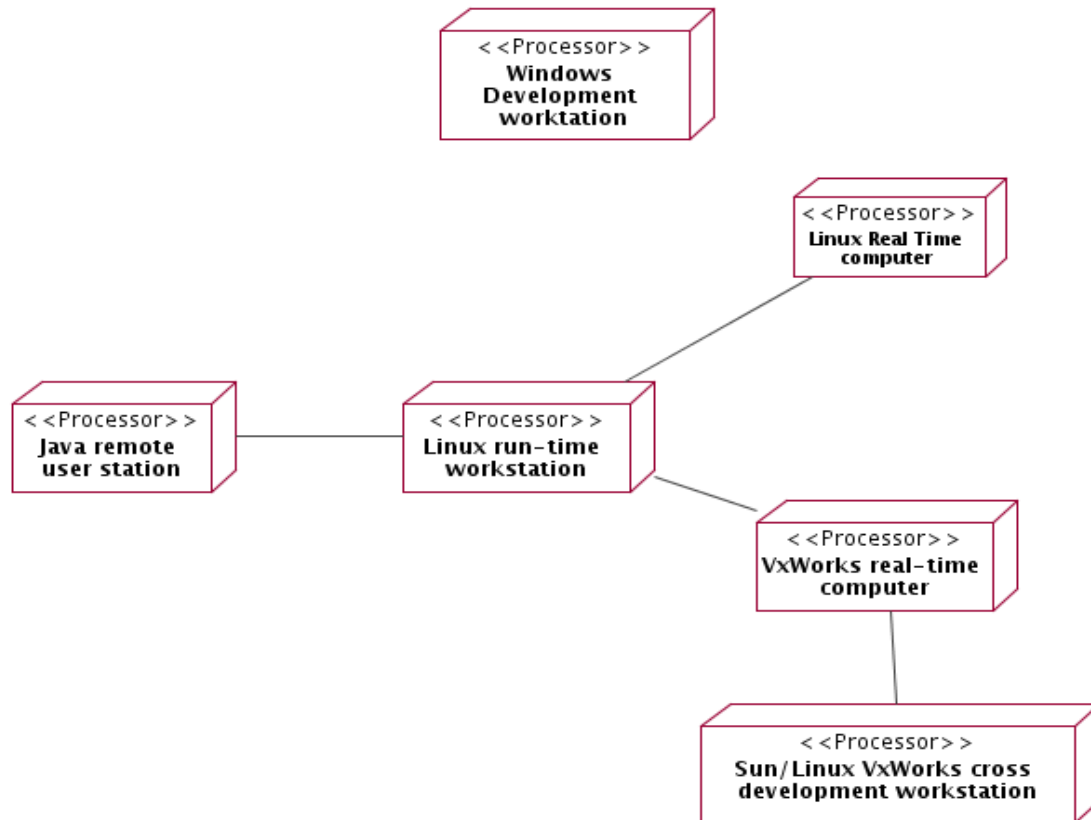 < <Processor> >
Windows
Development
worktation
< <Processor> >
Linux Real Time
computer
< <Processor> >
Java remote
user station
< <Processor> >
Linux run-time
workstation
< <Processor> >
VxWorks real-time
computer
< <Processor> >
Sun/Linux VxWorks cross
development workstation